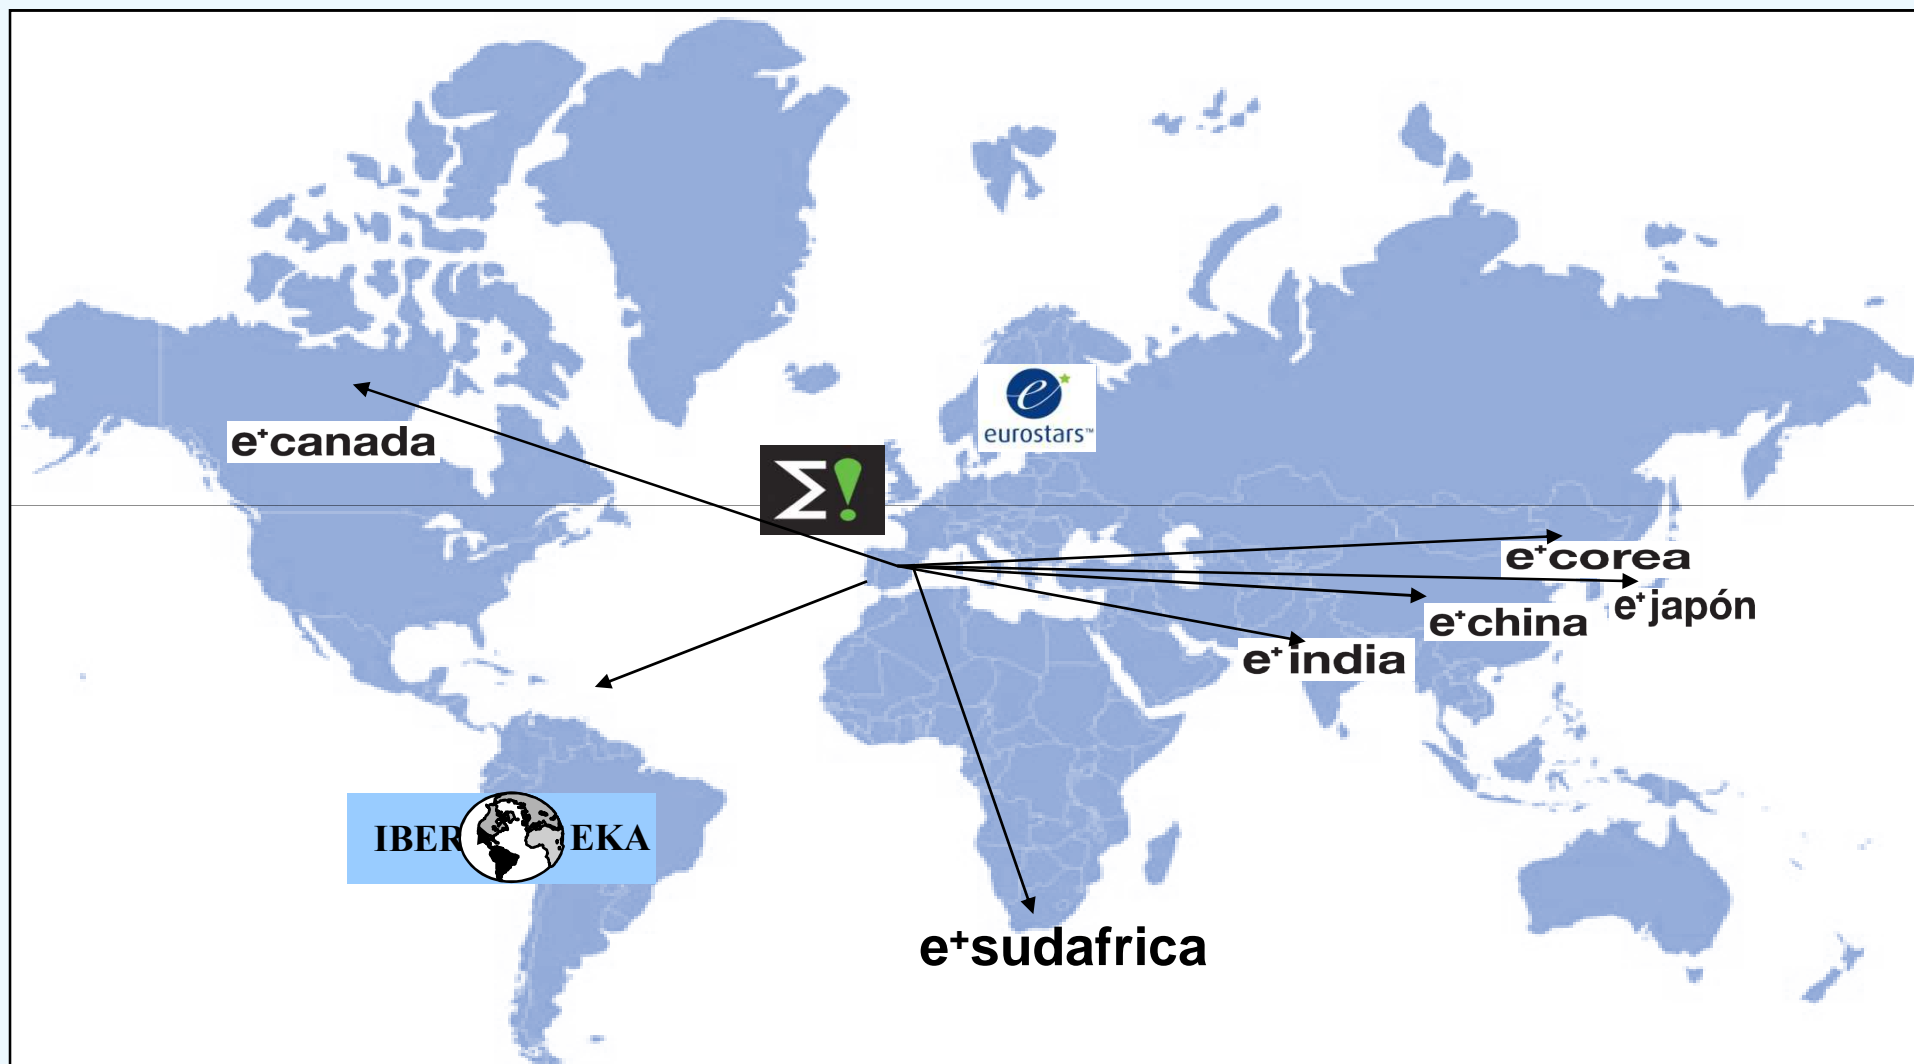 eurostars™
e⁺canada
Σ!
e⁺corea
e⁺japón
e⁺china
e⁺india
IBER EKA
e⁺sudafrica